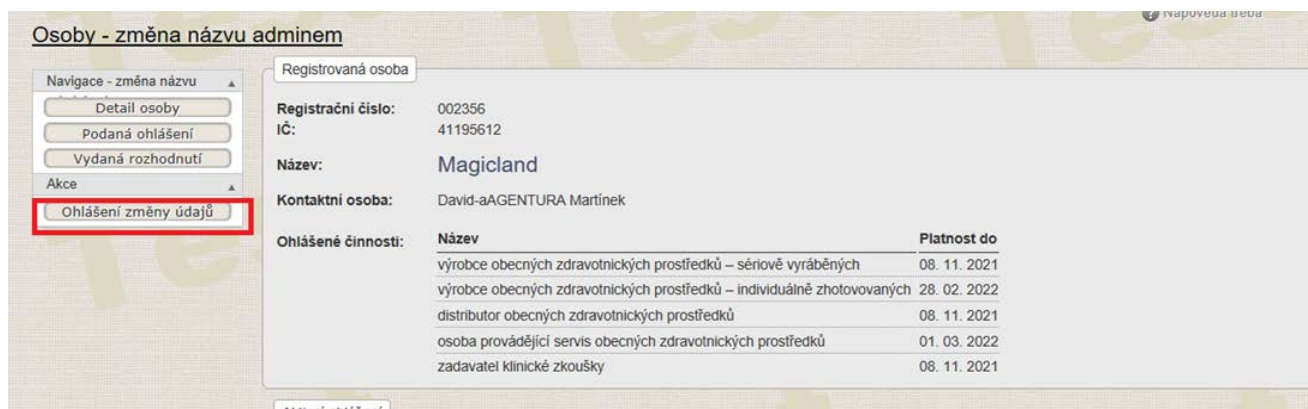 Nápověda
Osoby - změna názvu adminem
Navigace - změna názvu
Detail osoby
Podaná ohlášení
Vydaná rozhodnutí
Akce
Ohlášení změny údajů
Registrovaná osoba
Registrační číslo: 002356
IČ: 41195612
Název: Magicland
Kontaktní osoba: David-aAGENTURA Martínek
Ohlášené činnosti: Název Platnost do
výrobce obecných zdravotnických prostředků – sériově vyráběných 08. 11. 2021
výrobce obecných zdravotnických prostředků – individuálně zhotovovaných 28. 02. 2022
distributor obecných zdravotnických prostředků 08. 11. 2021
osoba provádějící servis obecných zdravotnických prostředků 01. 03. 2022
zadavatel klinické zkoušky 08. 11. 2021